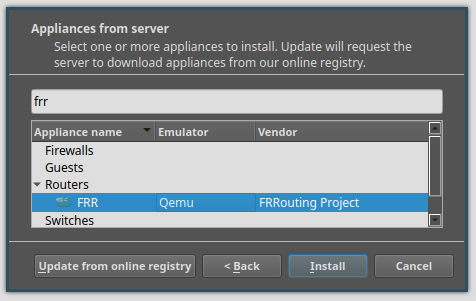 Appliances from server
Select one or more appliances to install. Update will request the
server to download appliances from our online registry.
frr
Appliance name Emulator Vendor
Firewalls
Guests
Routers
FRR Qemu FRRouting Project
Switches
Update from online registry < Back Install Cancel